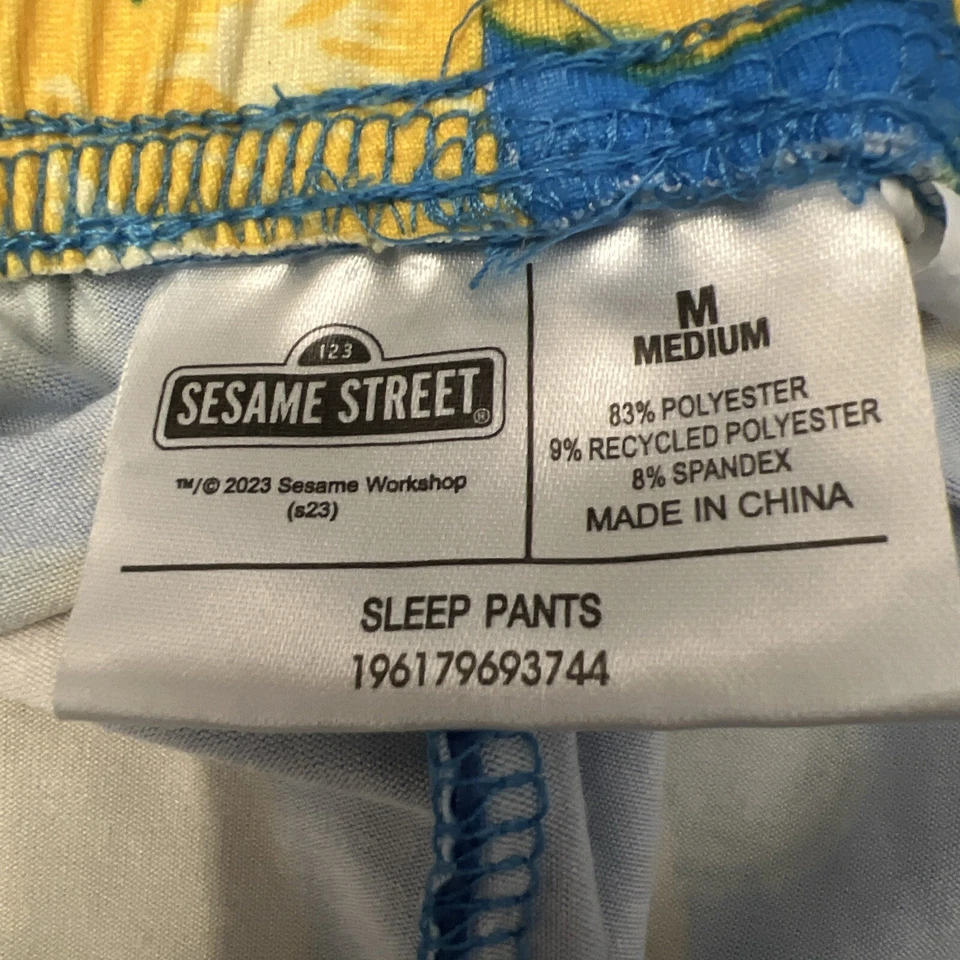 123
SESAME STREET®
™/© 2023 Sesame Workshop
(s23)
M
MEDIUM
83% POLYESTER
9% RECYCLED POLYESTER
8% SPANDEX
MADE IN CHINA
SLEEP PANTS
196179693744